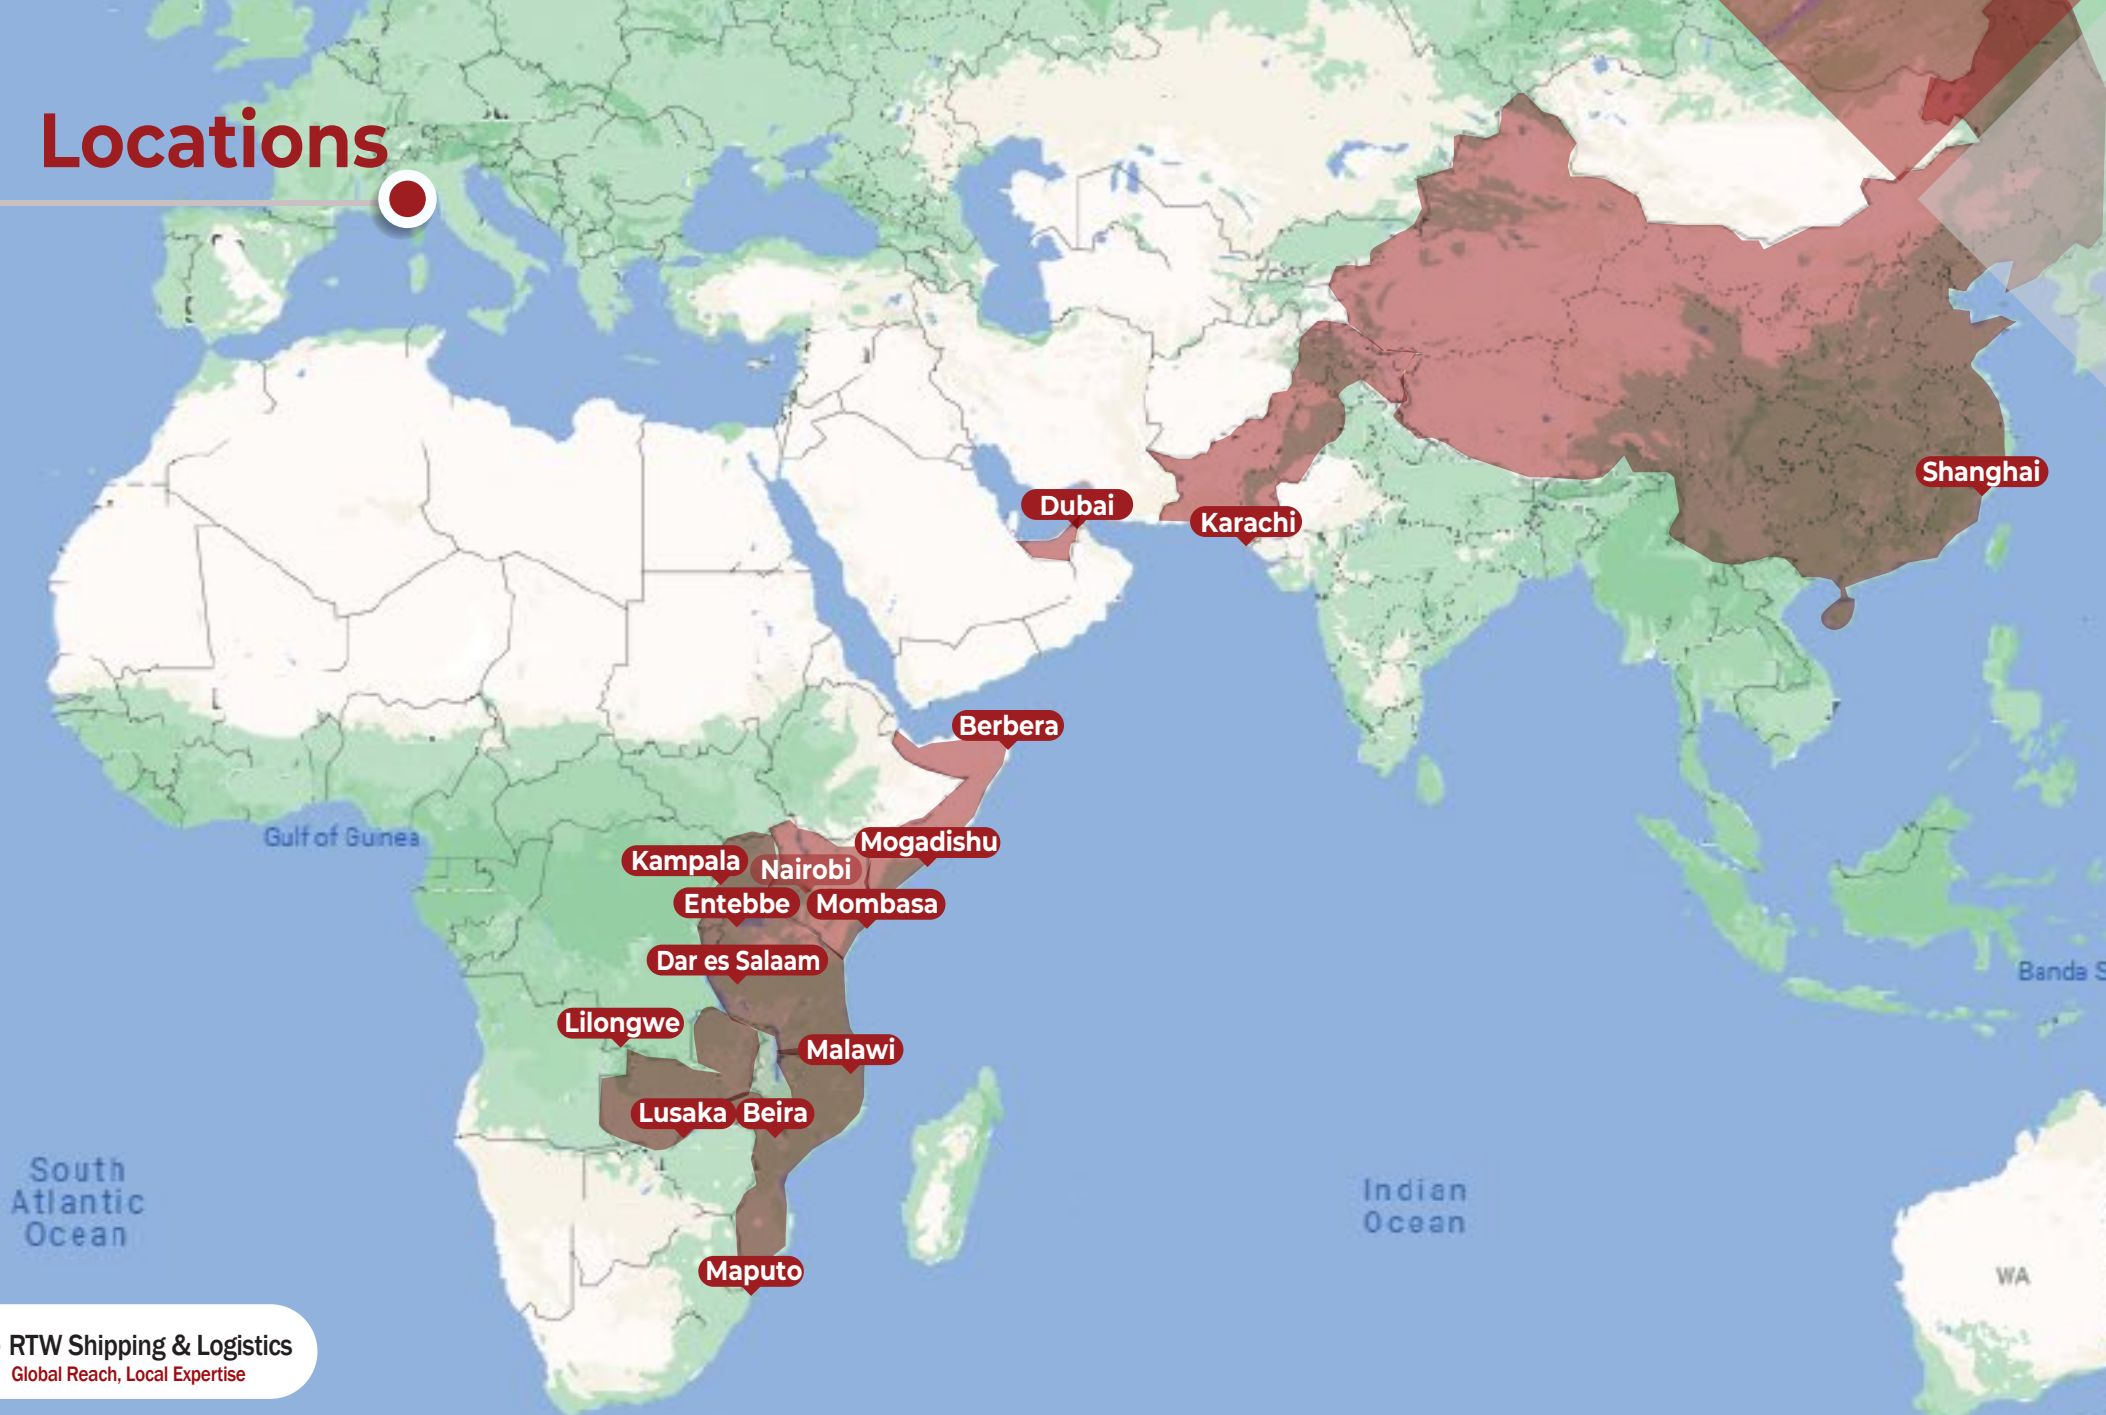 Locations
Shanghai
Dubai
Karachi
Berbera
Gulf of Guinea
Mogadishu
Kampala
Nairobi
Entebbe
Mombasa
Dar es Salaam
Banda S
Lilongwe
Malawi
Lusaka
Beira
South
Atlantic
Ocean
Indian
Ocean
Maputo
WA
RTW Shipping & Logistics
Global Reach, Local Expertise